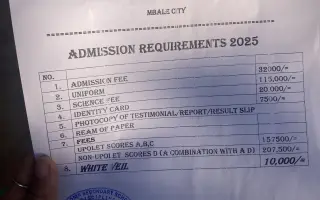 MBALE CITY
ADMISSION REQUIREMENTS 2025
NO.
1. ADMISSION FEE 32000/=
2. UNIFORM 115,000/=
3. SCIENCE FEE 20 000/=
4. IDENTITY CARD 7500/=
5. PHOTOCOPY OF TESTIMONIAL/REPORT/RESULT SLIP
6. REAM OF PAPER
7. FEES
UPOLET SCORES A,B,C 157500/=
NON-UPOLET SCORES D (A COMBINATION WITH A D) 207,500/=
8. WHITE VEIL 10,000/=